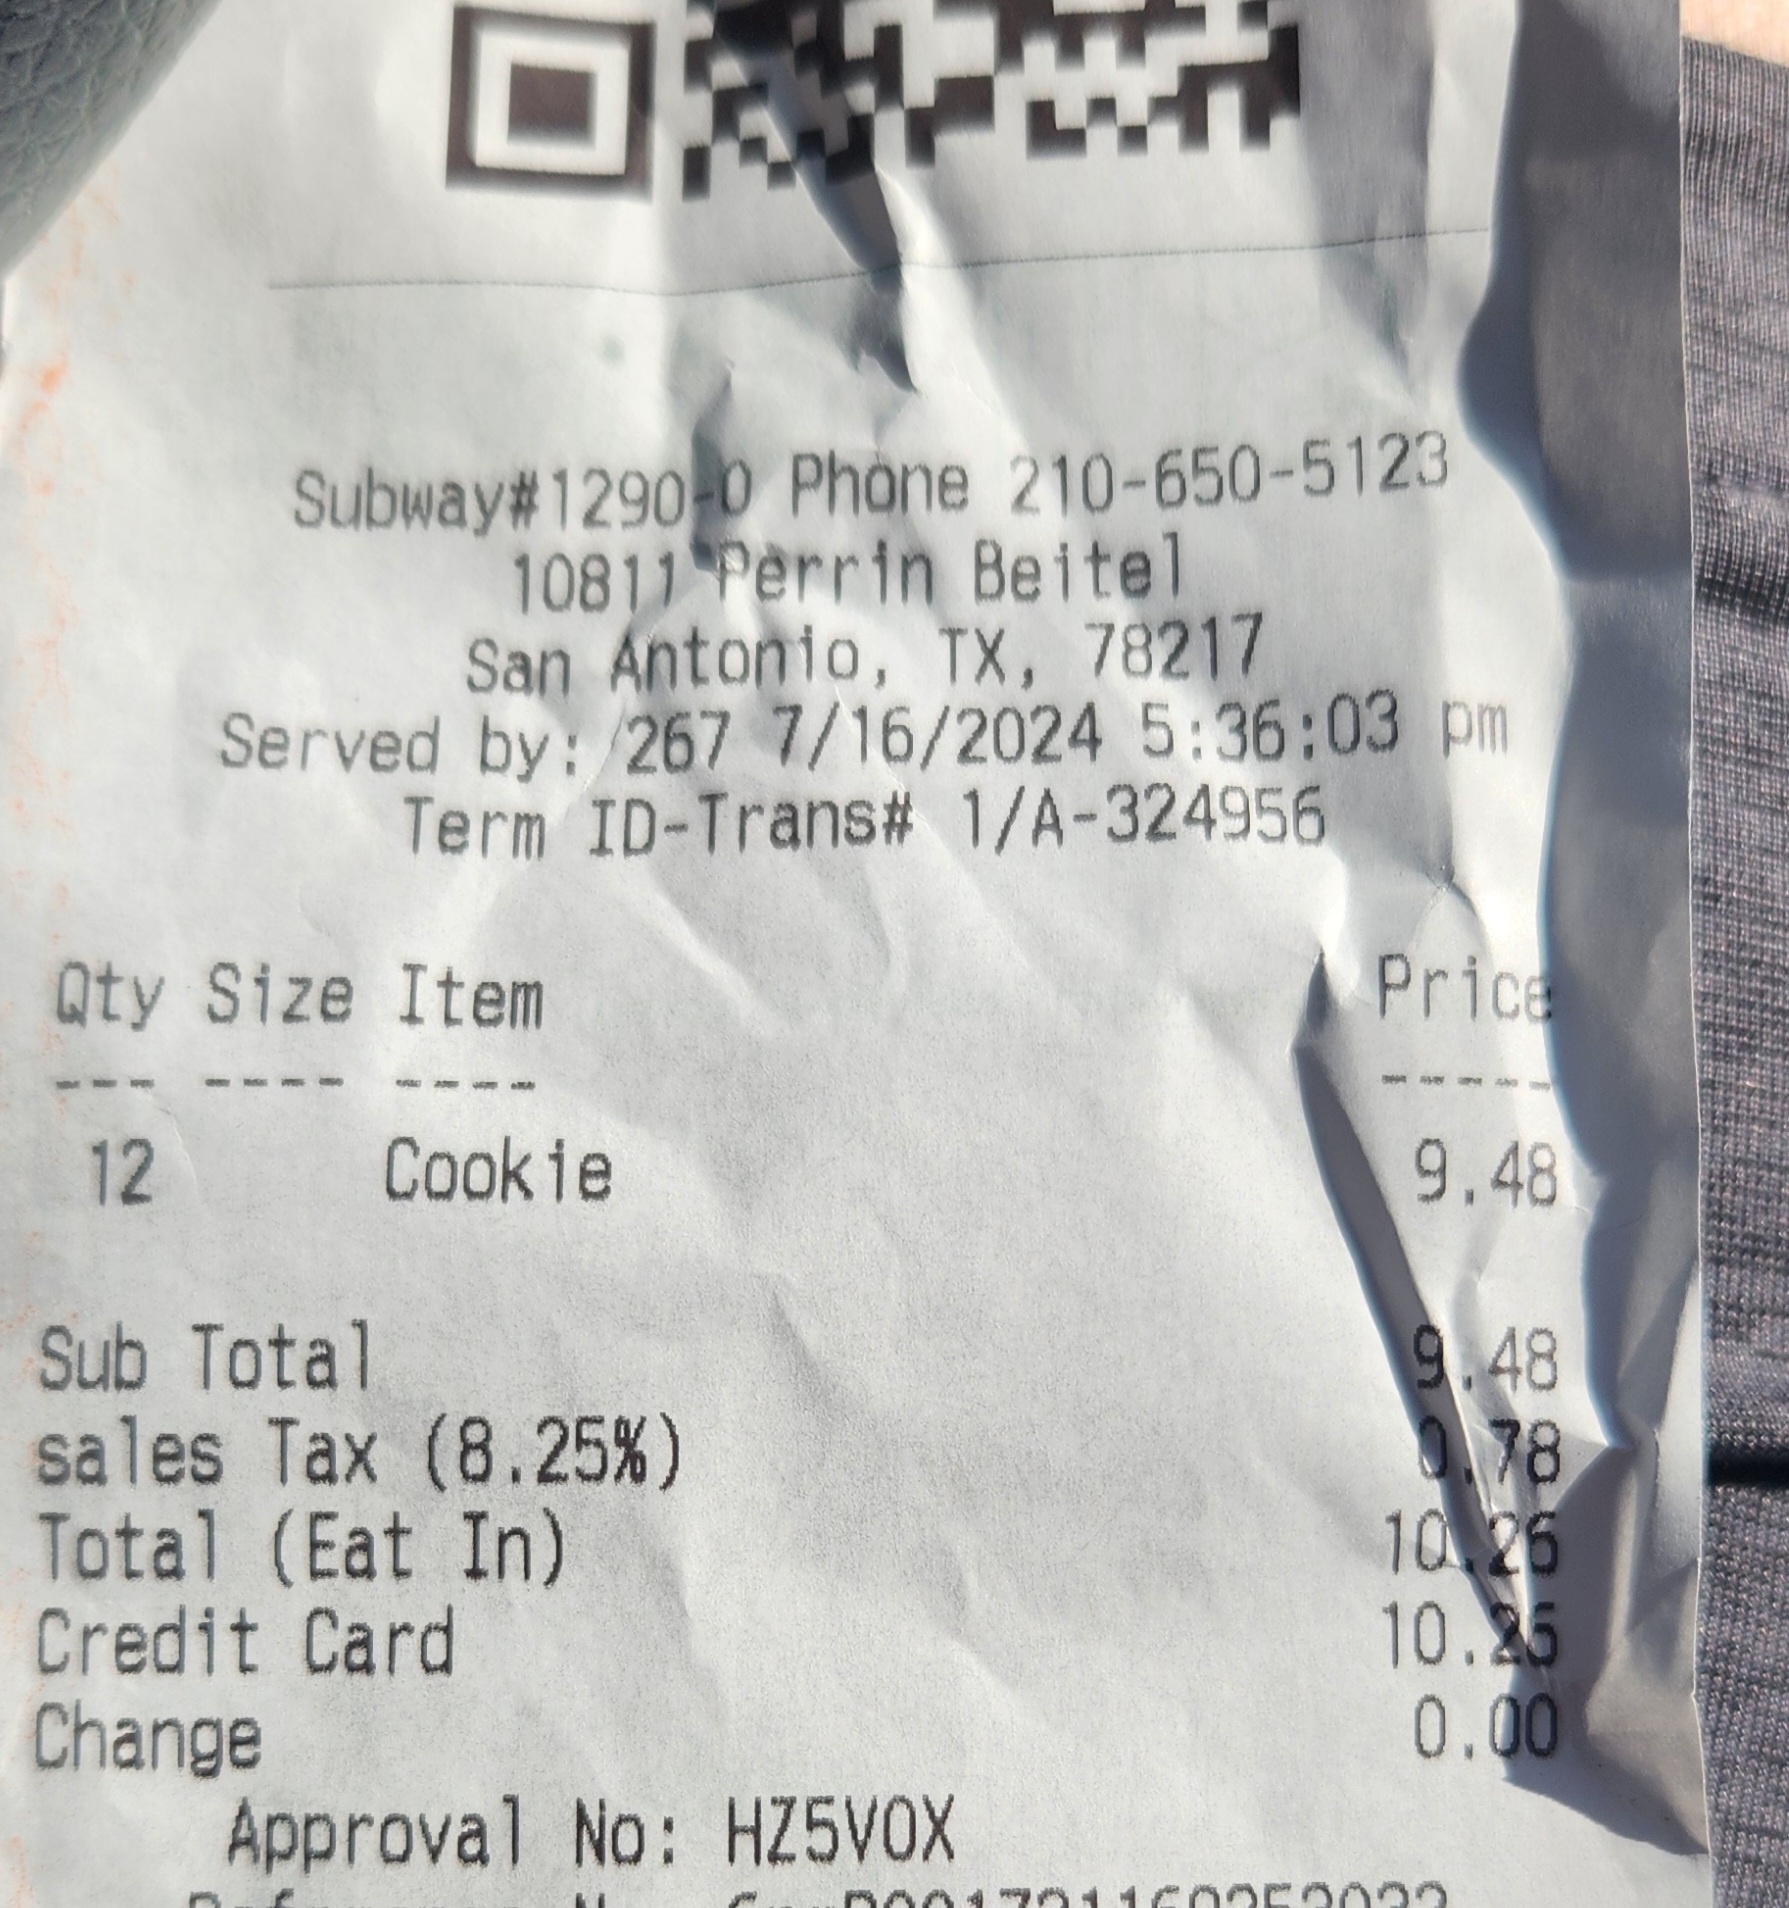 Subway#1290-0 Phone 210-650-5123
10811 Perrin Beitel
San Antonio, TX, 78217
Served by: 267 7/16/2024 5:36:03 pm
Term ID-Trans# 1/A-324956
Qty Size Item Price
--- ---- ---- -----
12 Cookie 9.48
Sub Total 9.48
sales Tax (8.25%) 0.78
Total (Eat In) 10.26
Credit Card 10.26
Change 0.00
Approval No: HZ5V0X